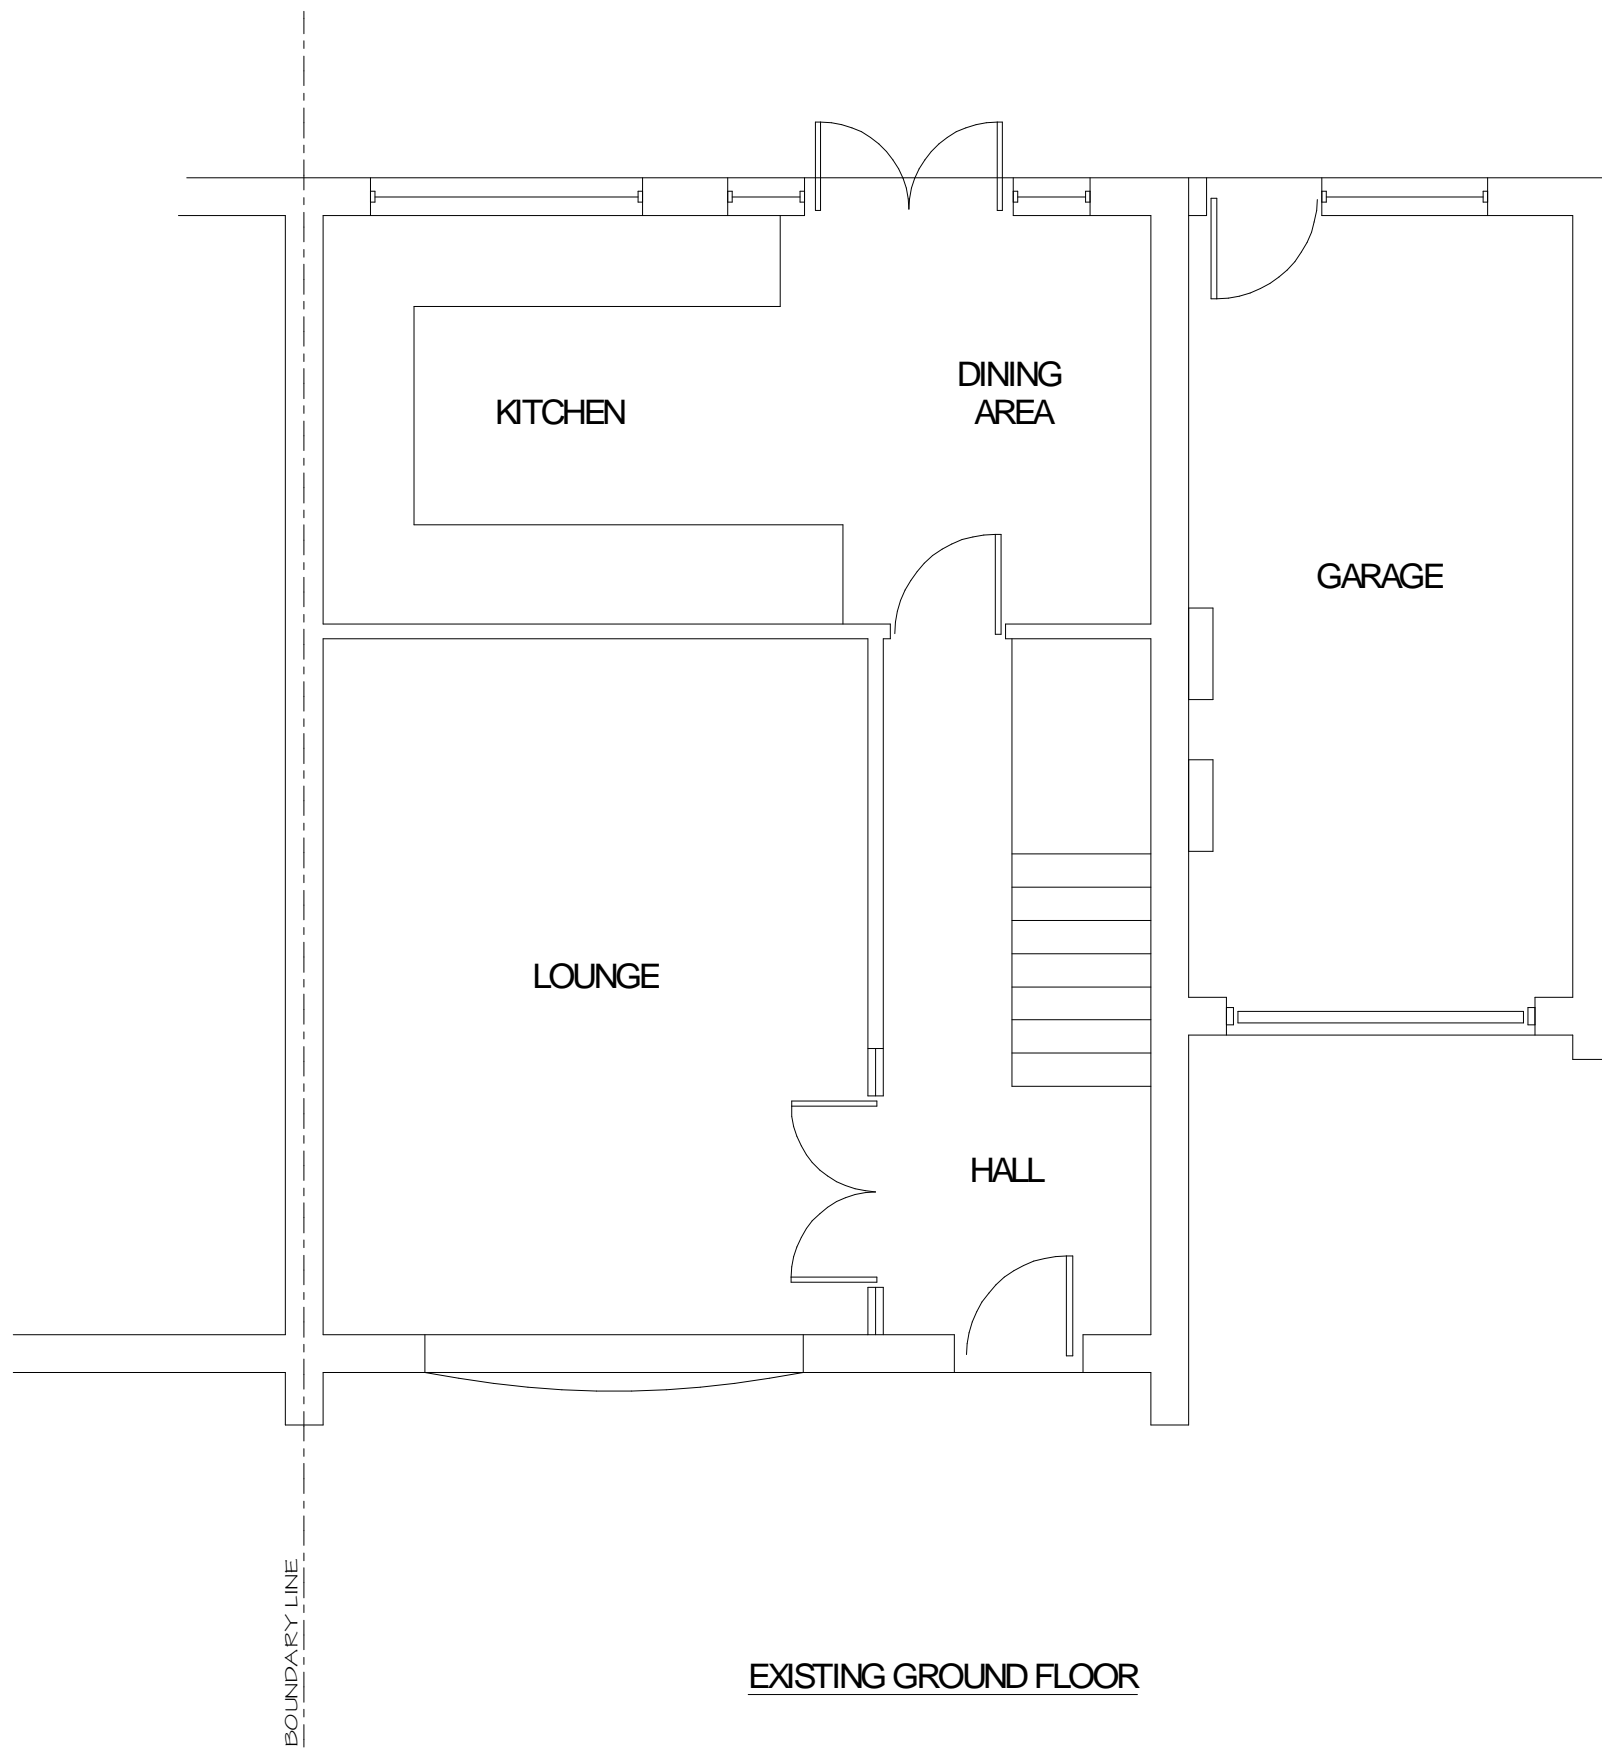 DINING
AREA
KITCHEN
GARAGE
LOUNGE
HALL
BOUNDARY LINE
EXISTING GROUND FLOOR